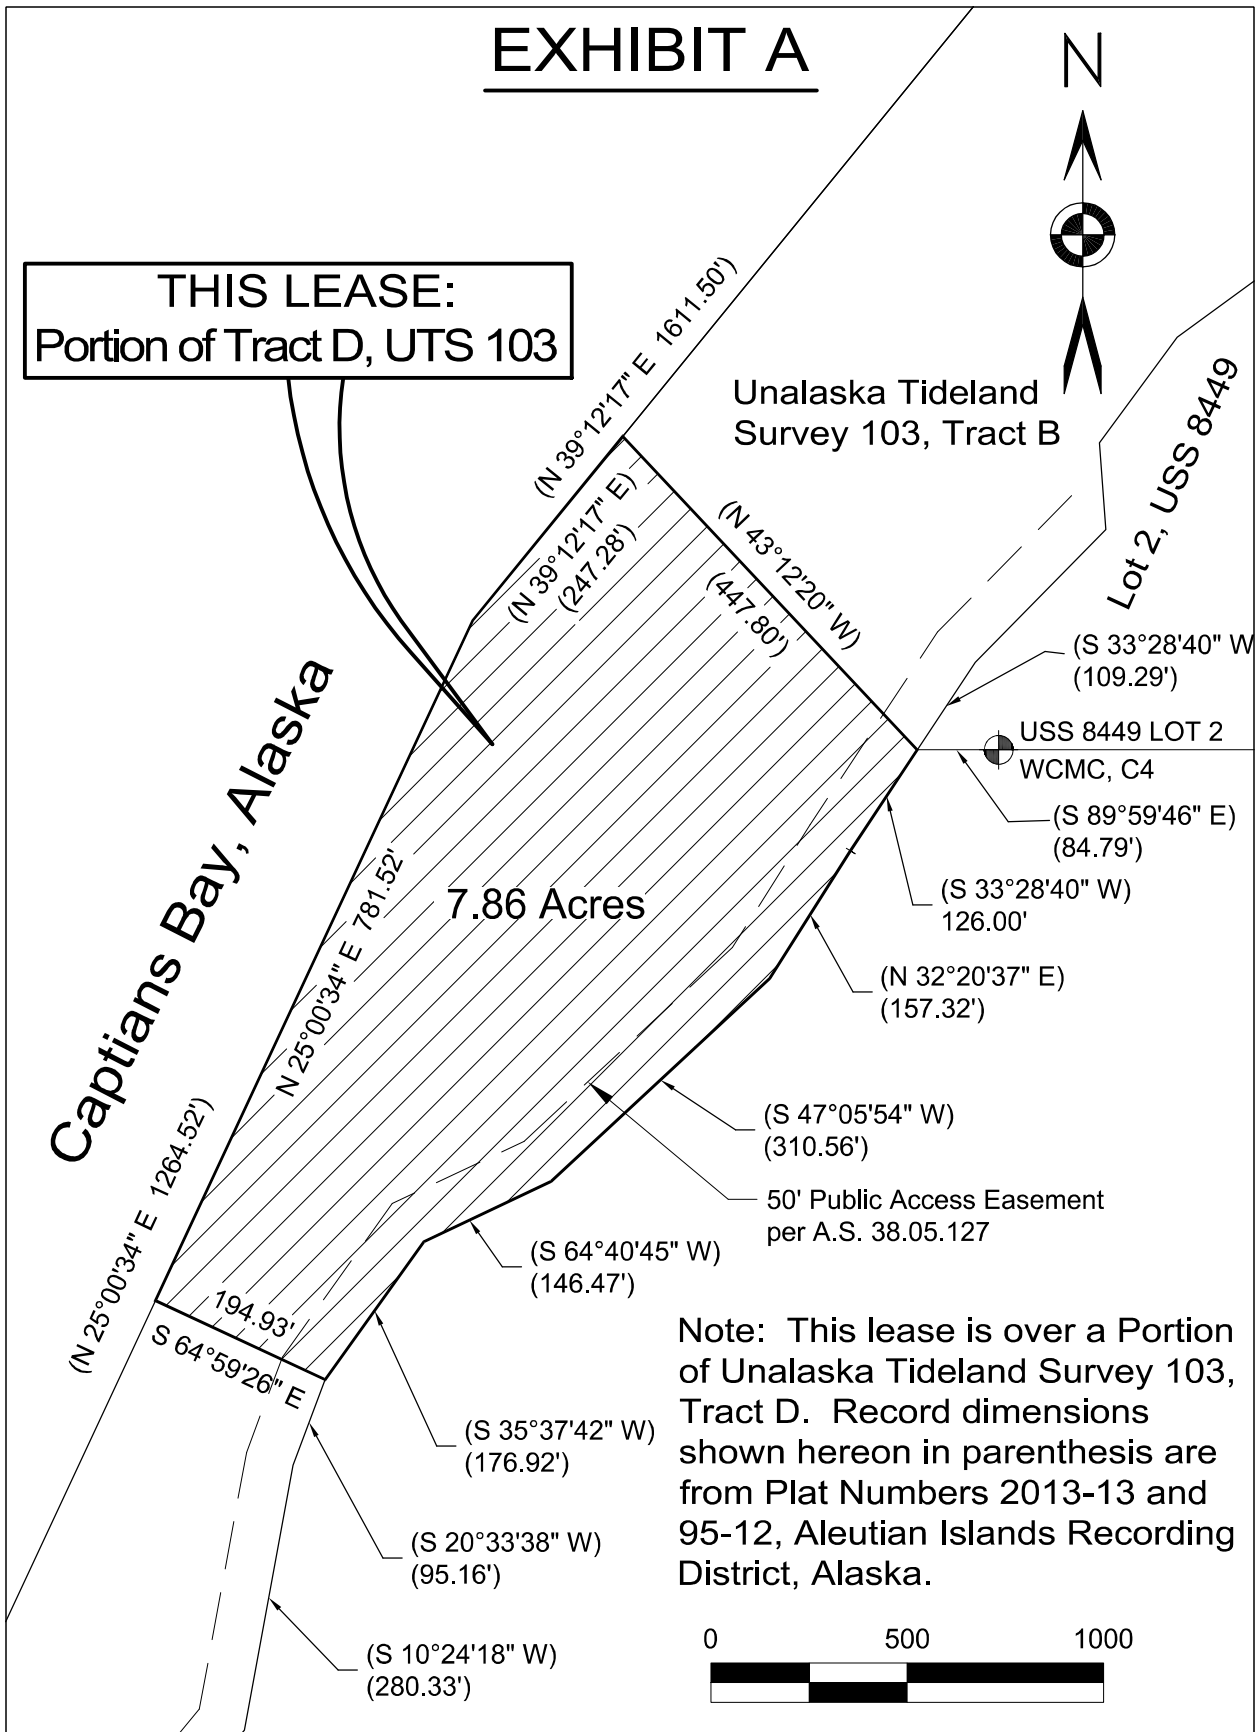 EXHIBIT A
N
THIS LEASE:
Portion of Tract D, UTS 103
(N 39°12'17" E 1611.50')
Unalaska Tideland
Survey 103, Tract B
Lot 2, USS 8449
(N 39°12'17" E)
(247.28')
(N 43°12'20" W)
(447.80')
(S 33°28'40" W
(109.29')
USS 8449 LOT 2
WCMC, C4
(S 89°59'46" E)
(84.79')
Captians Bay, Alaska
N 25°00'34" E 781.52'
7.86 Acres
(S 33°28'40" W)
126.00'
(N 32°20'37" E)
(157.32')
(S 47°05'54" W)
(310.56')
50' Public Access Easement
per A.S. 38.05.127
(N 25°00'34" E 1264.52')
(S 64°40'45" W)
(146.47')
194.93'
S 64°59'26" E
(S 35°37'42" W)
(176.92')
(S 20°33'38" W)
(95.16')
(S 10°24'18" W)
(280.33')
Note: This lease is over a Portion
of Unalaska Tideland Survey 103,
Tract D. Record dimensions
shown hereon in parenthesis are
from Plat Numbers 2013-13 and
95-12, Aleutian Islands Recording
District, Alaska.
0 500 1000